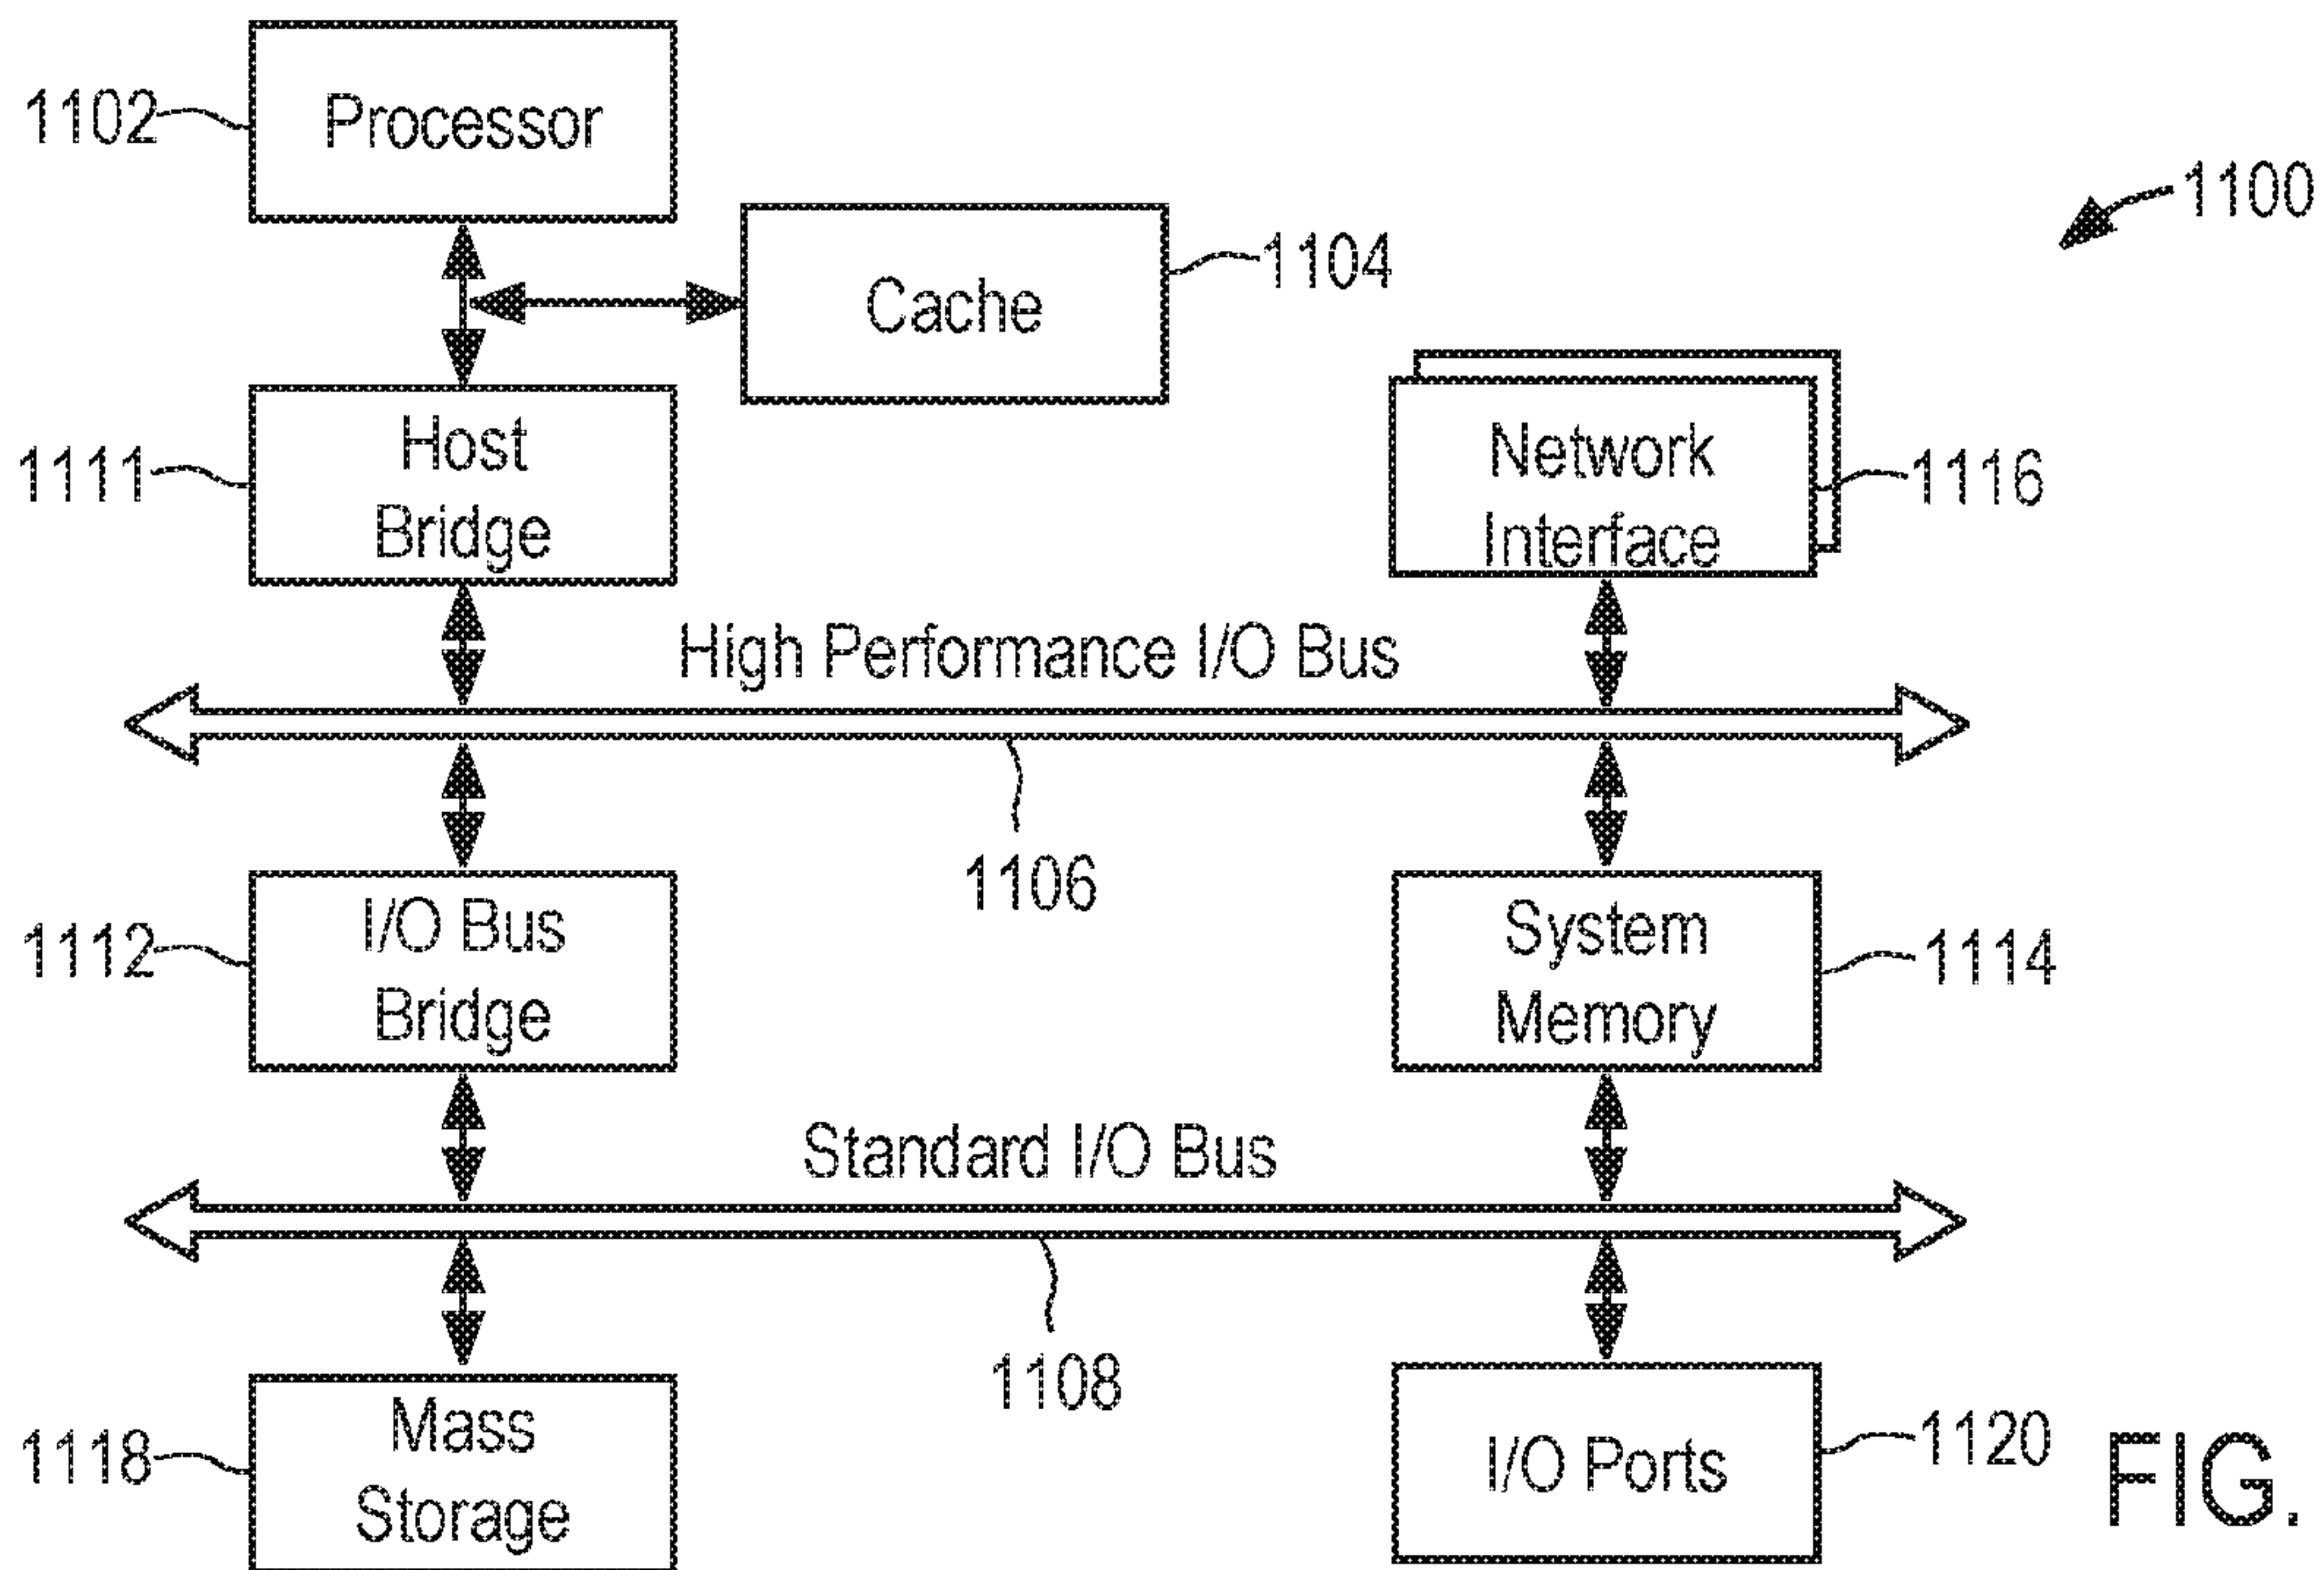 1102
Processor
1100
Cache
1104
1111
Host
Bridge
Network
Interface
1116
High Performance I/O Bus
1106
1112
I/O Bus
Bridge
System
Memory
1114
Standard I/O Bus
1108
1118
Mass
Storage
I/O Ports
1120
FIG.